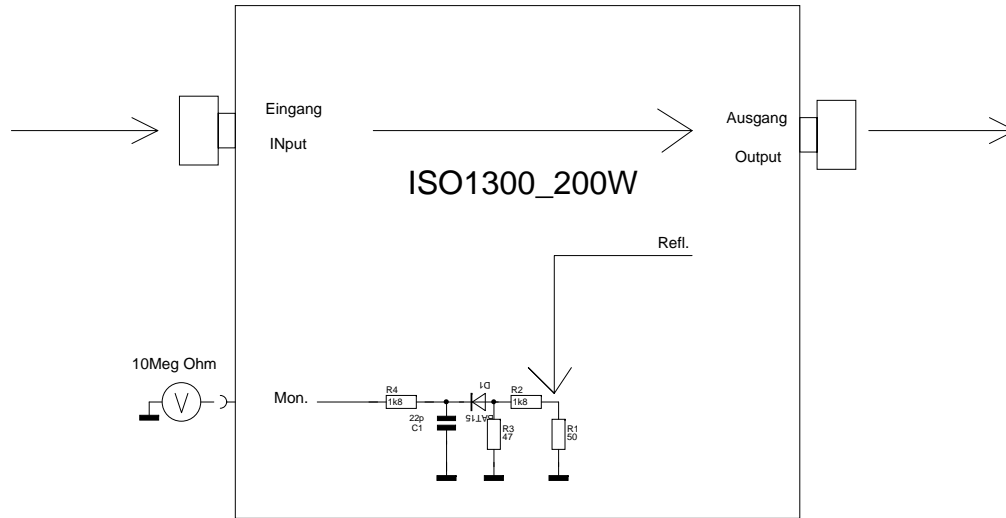 Eingang
INput
Ausgang
Output
ISO1300_200W
Refl.
10Meg Ohm
V
Mon.
R4
1k8
22p
C1
D1
BAT15
R2
1k8
R3
47
R1
50